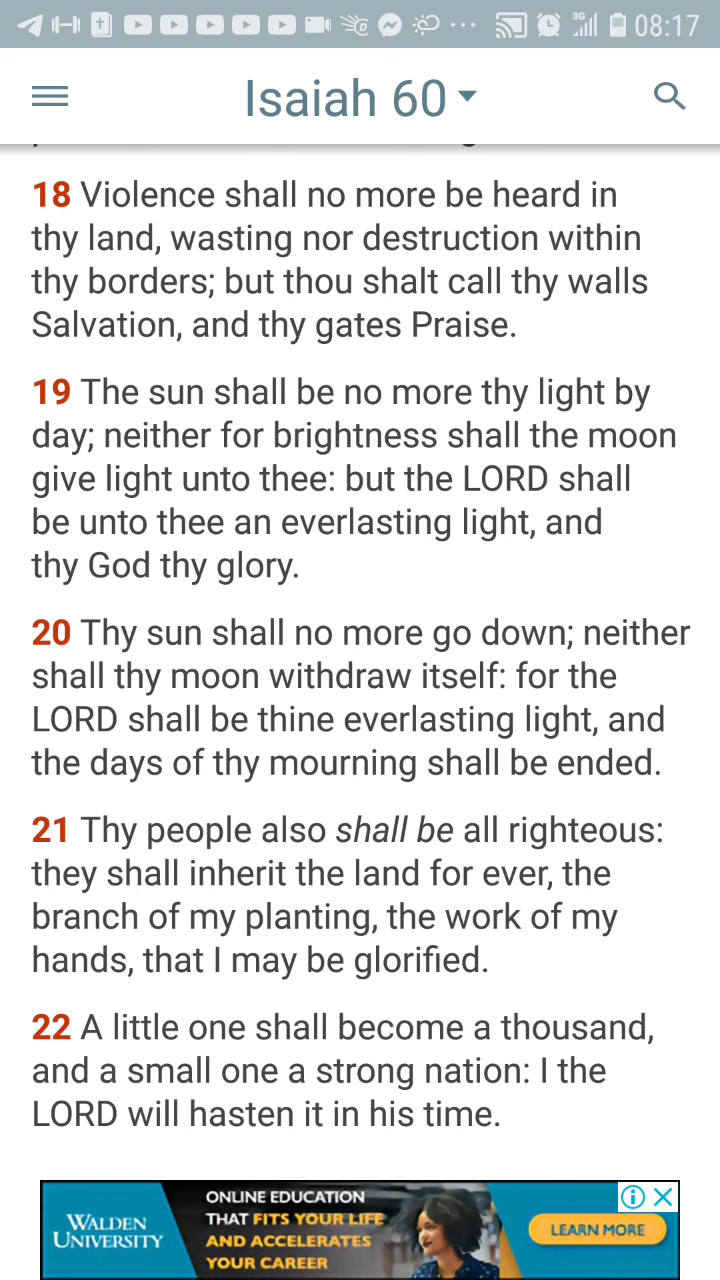 3G 08:17
Isaiah 60
18 Violence shall no more be heard in
thy land, wasting nor destruction within
thy borders; but thou shalt call thy walls
Salvation, and thy gates Praise.
19 The sun shall be no more thy light by
day; neither for brightness shall the moon
give light unto thee: but the LORD shall
be unto thee an everlasting light, and
thy God thy glory.
20 Thy sun shall no more go down; neither
shall thy moon withdraw itself: for the
LORD shall be thine everlasting light, and
the days of thy mourning shall be ended.
21 Thy people also shall be all righteous:
they shall inherit the land for ever, the
branch of my planting, the work of my
hands, that I may be glorified.
22 A little one shall become a thousand,
and a small one a strong nation: I the
LORD will hasten it in his time.
WALDEN
UNIVERSITY
ONLINE EDUCATION
THAT FITS YOUR LIFE
AND ACCELERATES
YOUR CAREER
LEARN MORE